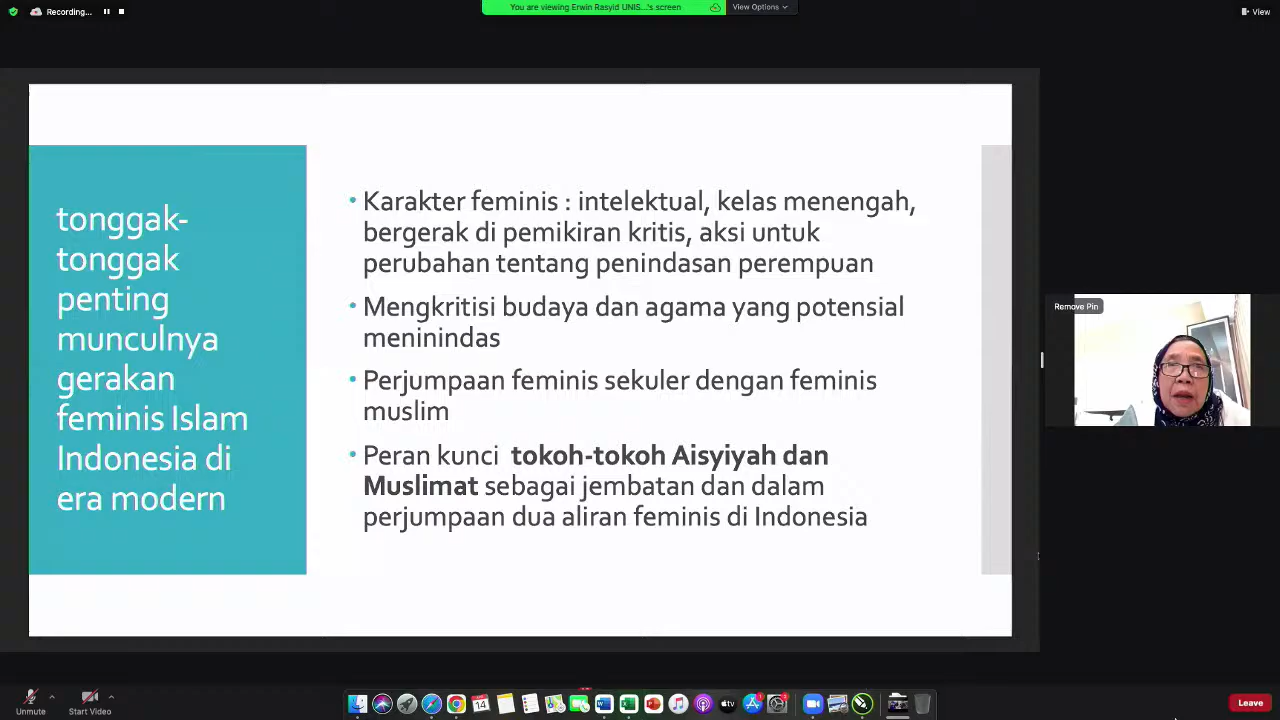 Recording...
You are viewing Erwin Rasyid UNIS...'s screen
View Options
View
tonggak-
tonggak
penting
munculnya
gerakan
feminis Islam
Indonesia di
era modern
• Karakter feminis : intelektual, kelas menengah,
bergerak di pemikiran kritis, aksi untuk
perubahan tentang penindasan perempuan
• Mengkritisi budaya dan agama yang potensial
meninindas
• Perjumpaan feminis sekuler dengan feminis
muslim
• Peran kunci tokoh-tokoh Aisyiyah dan
Muslimat sebagai jembatan dan dalam
perjumpaan dua aliran feminis di Indonesia
Remove Pin
Unmute
Start Video
14
tv
Leave